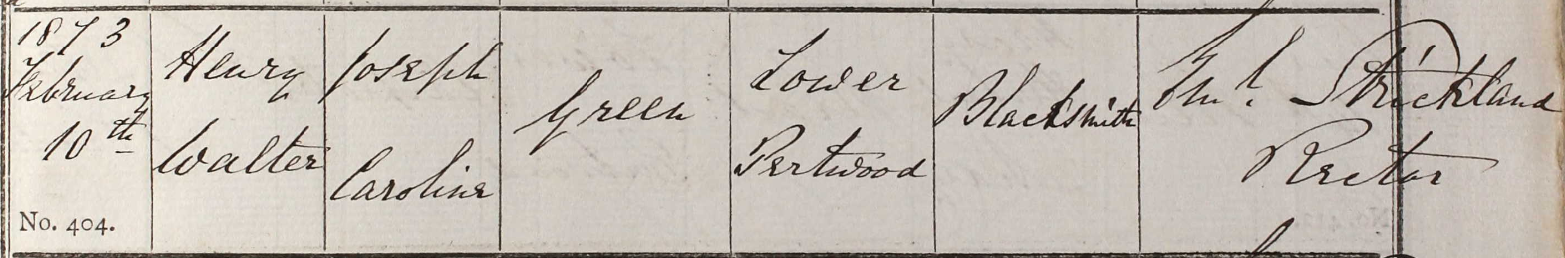 1873
February
10th
No. 404.
Henry
Walter
Joseph
Caroline
Green
Lower
Pertwood
Blacksmith
Strickland
Rector